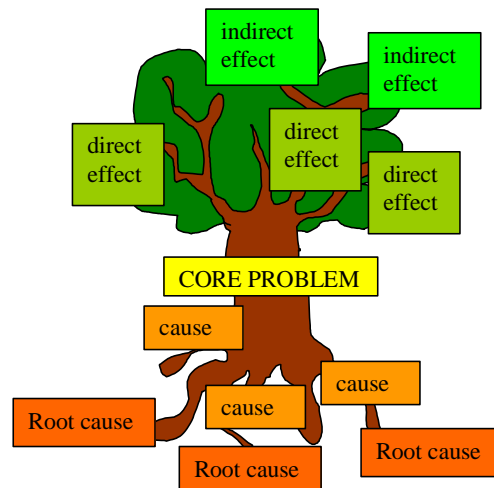 indirect
effect
indirect
effect
direct
effect
direct
effect
direct
effect
CORE PROBLEM
cause
cause
cause
Root cause
Root cause
Root cause